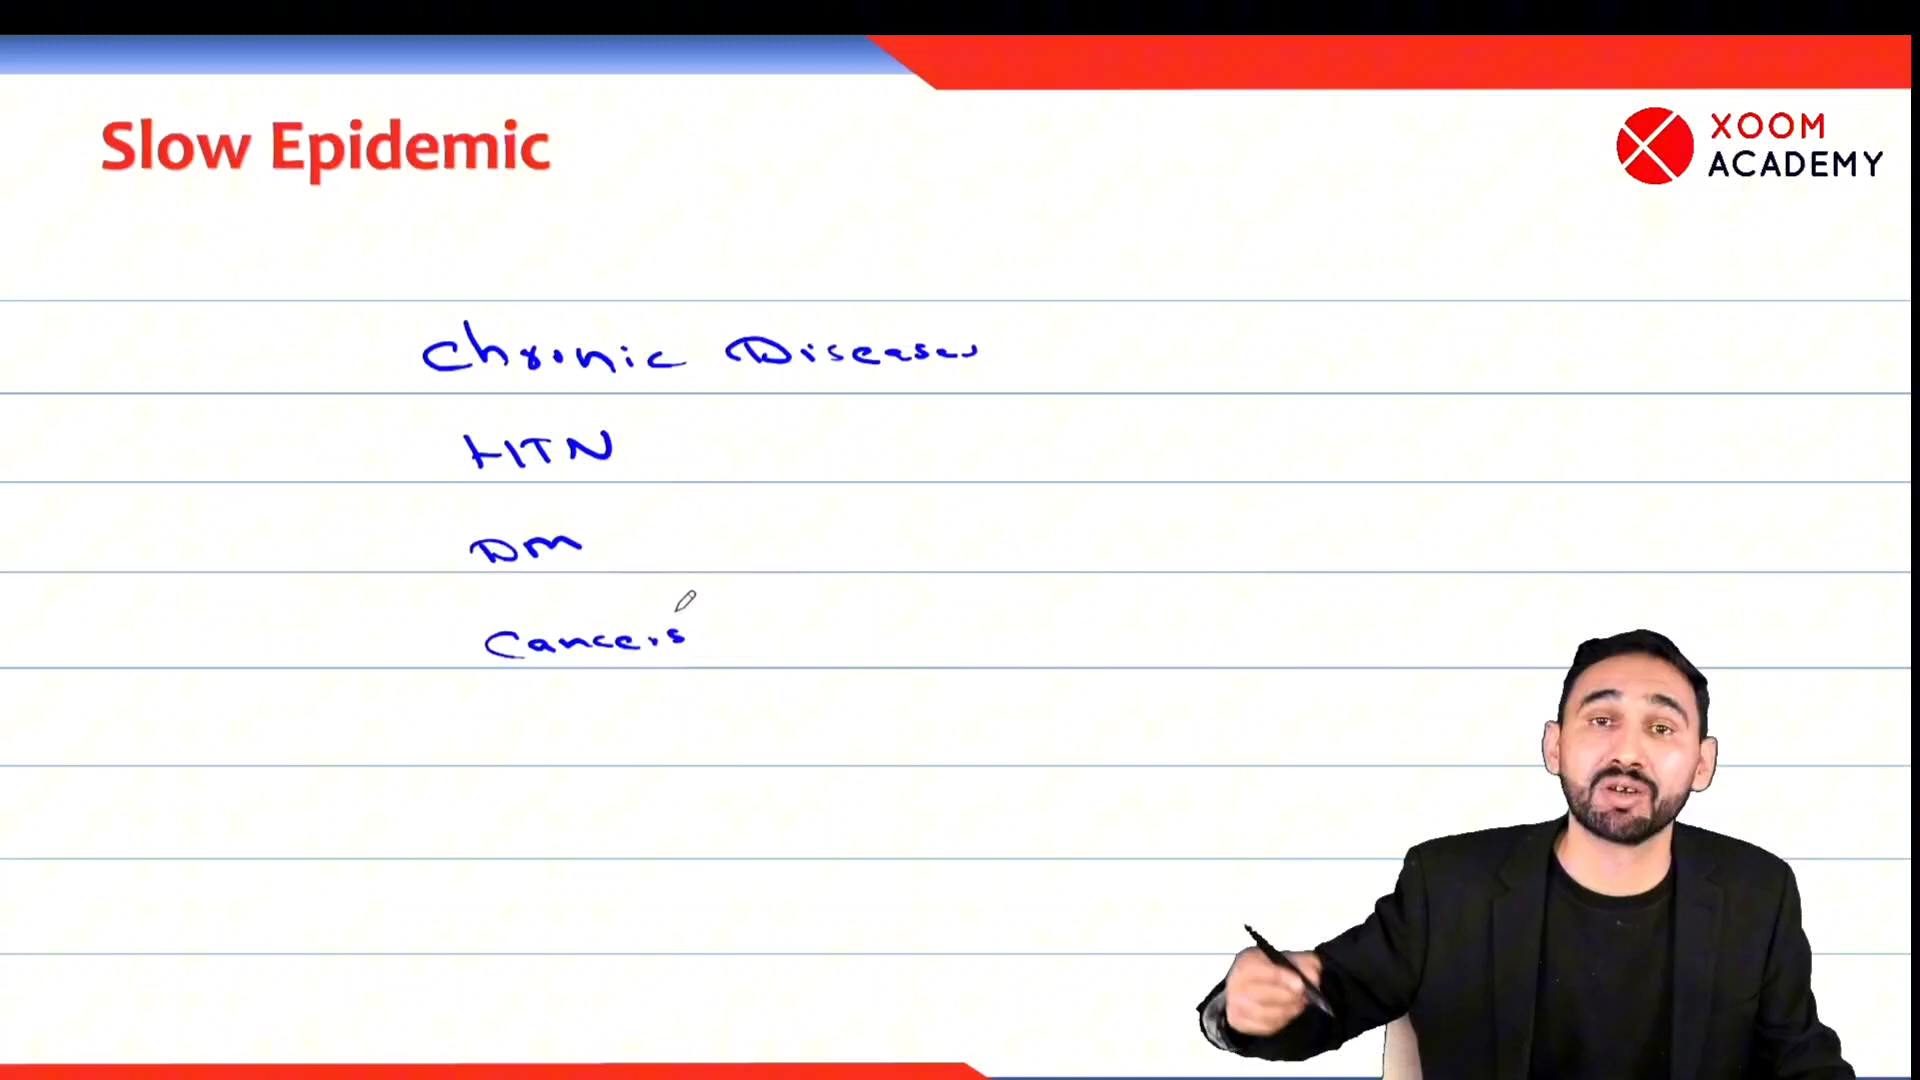 Slow Epidemic
XOOM
ACADEMY
Chronic Diseases
HTN
DM
Cancers